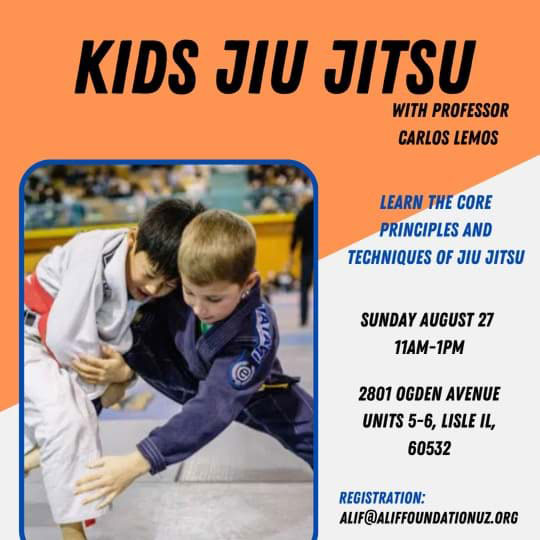 KIDS JIU JITSU
WITH PROFESSOR
CARLOS LEMOS
LEARN THE CORE
PRINCIPLES AND
TECHNIQUES OF JIU JITSU
SUNDAY AUGUST 27
11AM-1PM
2801 OGDEN AVENUE
UNITS 5-6, LISLE IL,
60532
REGISTRATION:
ALIF@ALIFFOUNDATIONUZ.ORG